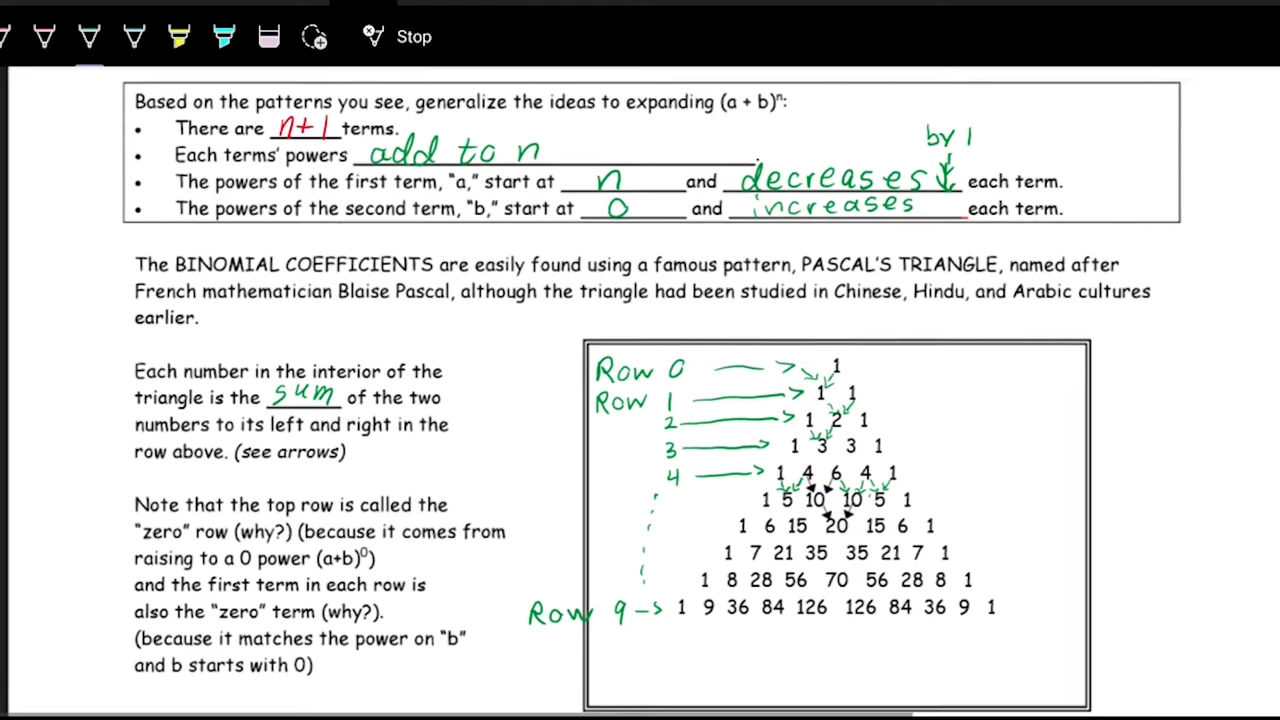 Stop
Based on the patterns you see, generalize the ideas to expanding (a + b)ⁿ:
by 1
• There are n+1 terms.
• Each terms' powers add to n.
• The powers of the first term, "a," start at n and decreases ↓ each term.
• The powers of the second term, "b," start at 0 and increases each term.
The BINOMIAL COEFFICIENTS are easily found using a famous pattern, PASCAL'S TRIANGLE, named after
French mathematician Blaise Pascal, although the triangle had been studied in Chinese, Hindu, and Arabic cultures
earlier.
Each number in the interior of the
triangle is the sum of the two
numbers to its left and right in the
row above. (see arrows)
Note that the top row is called the
"zero" row (why?) (because it comes from
raising to a 0 power (a+b)⁰)
and the first term in each row is
also the "zero" term (why?).
(because it matches the power on "b"
and b starts with 0)
Row 0 → 1
Row 1 → 1 1
2 → 1 2 1
3 → 1 3 3 1
4 → 1 4 6 4 1
1 5 10 10 5 1
1 6 15 20 15 6 1
1 7 21 35 35 21 7 1
1 8 28 56 70 56 28 8 1
Row 9 → 1 9 36 84 126 126 84 36 9 1